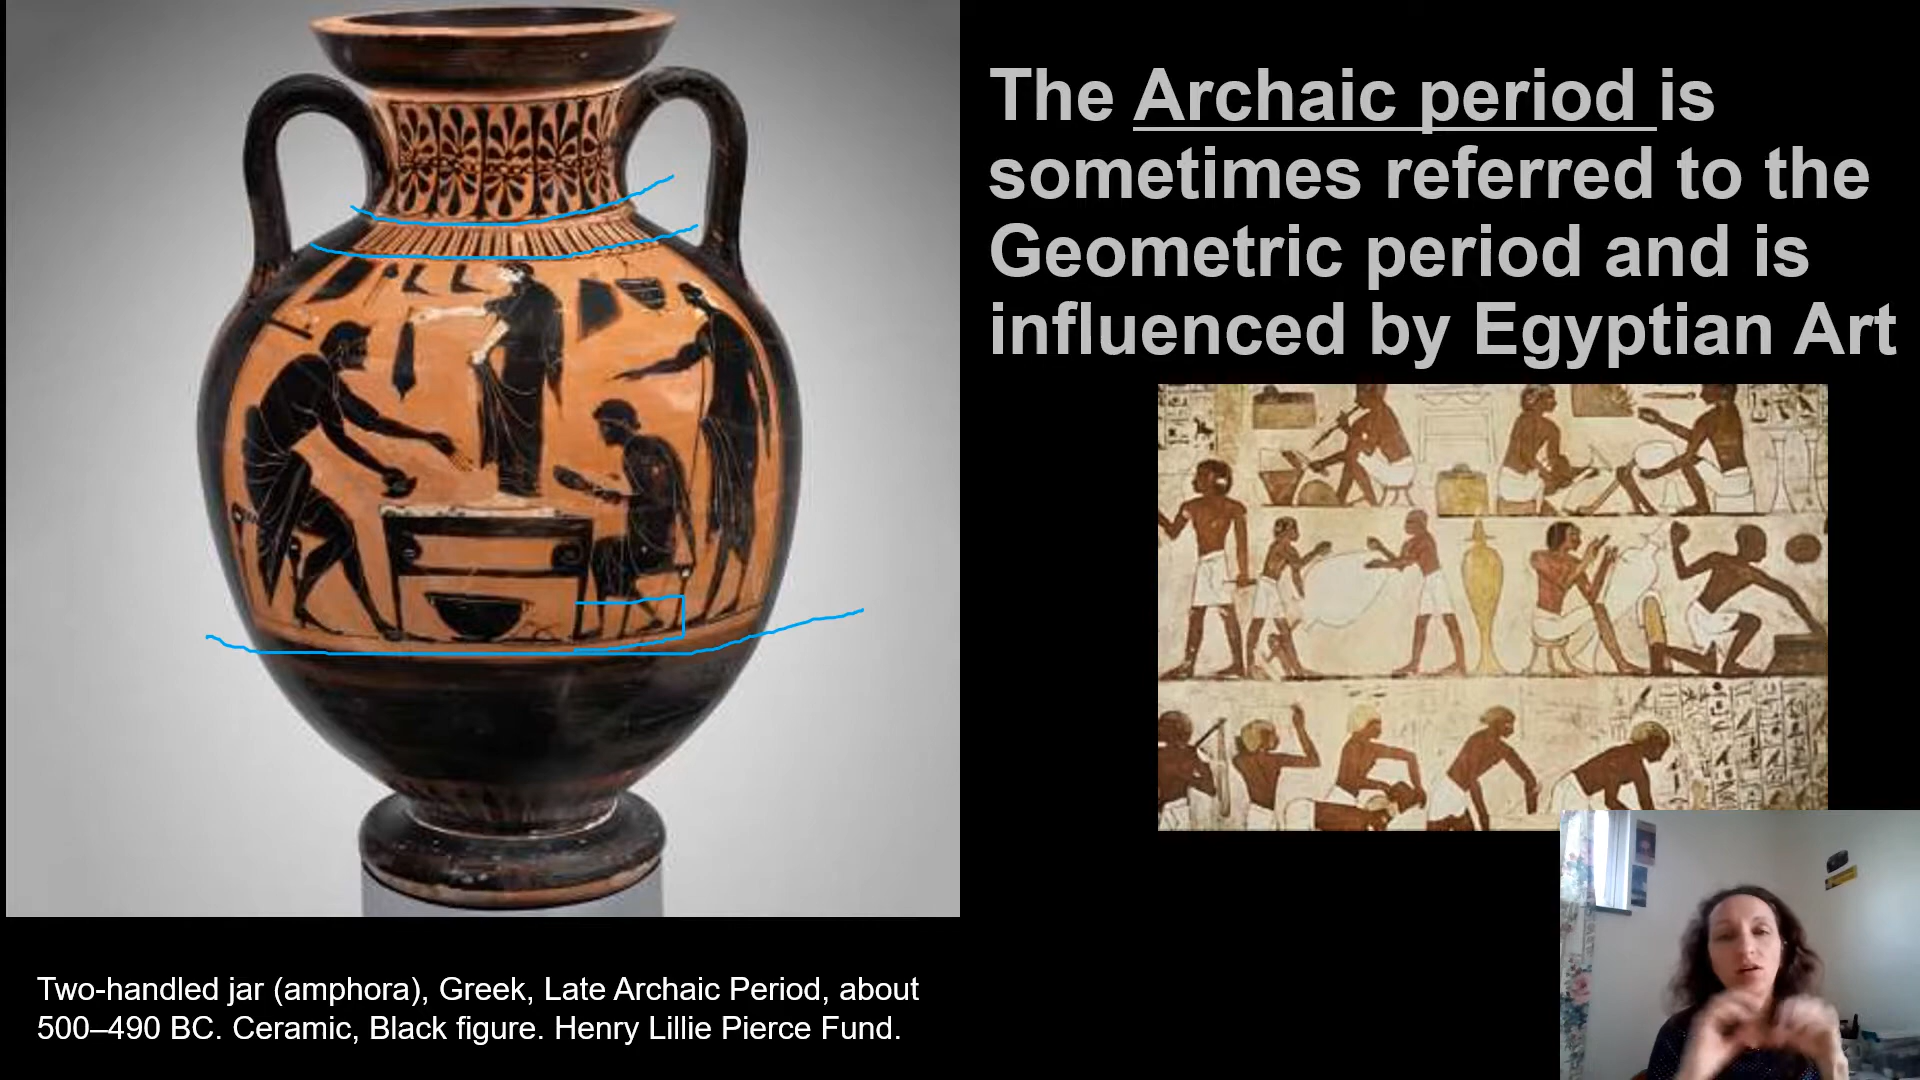 The Archaic period is
sometimes referred to the
Geometric period and is
influenced by Egyptian Art
Two-handled jar (amphora), Greek, Late Archaic Period, about
500–490 BC. Ceramic, Black figure. Henry Lillie Pierce Fund.